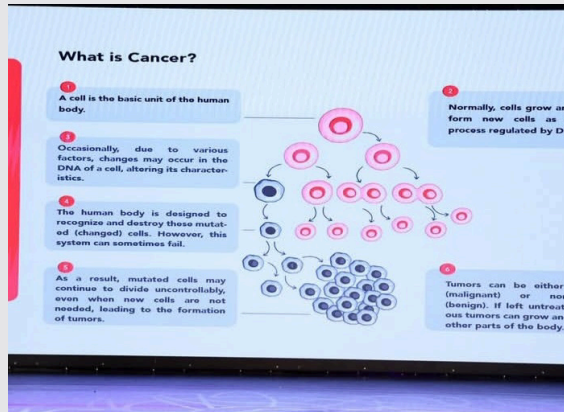 What is Cancer?
1
A cell is the basic unit of the human
body.
2
Normally, cells grow
form new cells as
process regulated by D
3
Occasionally, due to various
factors, changes may occur in the
DNA of a cell, altering its character-
istics.
4
The human body is designed to
recognize and destroy these mutat-
ed (changed) cells. However, this
system can sometimes fail.
5
As a result, mutated cells may
continue to divide uncontrollably,
even when new cells are not
needed, leading to the formation
of tumors.
6
Tumors can be either
(malignant) or
(benign). If left
tumors can grow
other parts of the body.